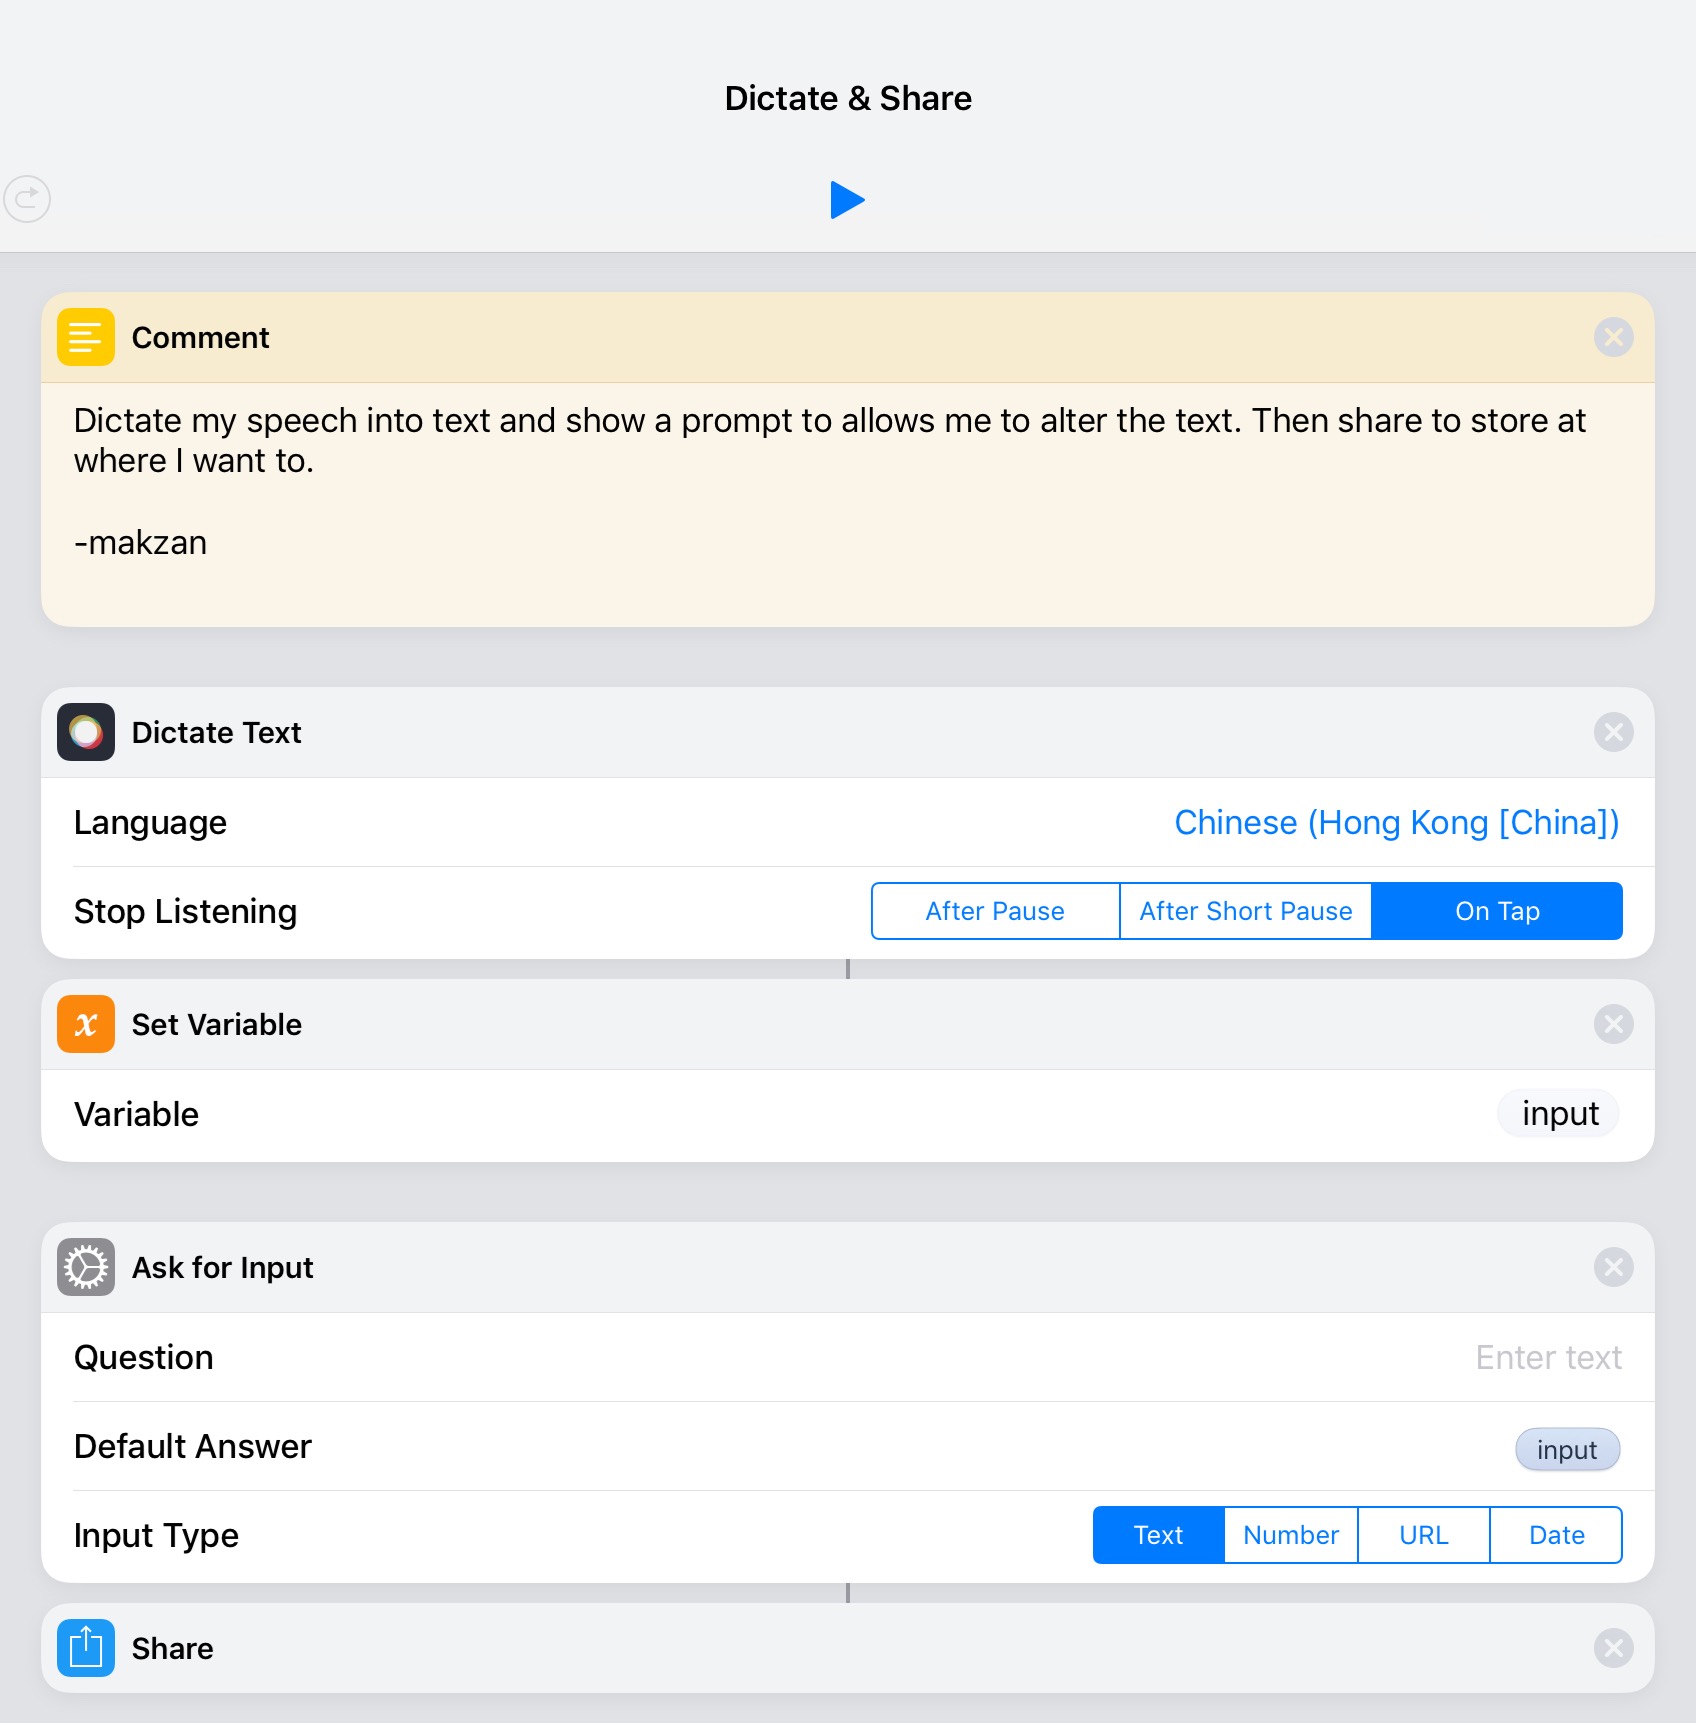 Dictate & Share
Comment
Dictate my speech into text and show a prompt to allows me to alter the text. Then share to store at
where I want to.
-makzan
Dictate Text
Language Chinese (Hong Kong [China])
Stop Listening After Pause After Short Pause On Tap
x Set Variable
Variable input
Ask for Input
Question Enter text
Default Answer input
Input Type Text Number URL Date
Share